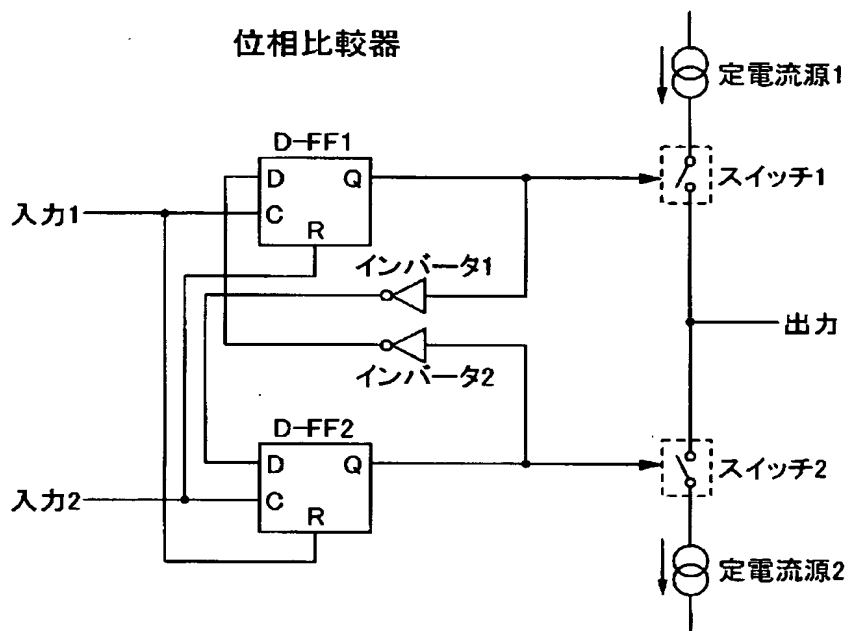 位相比較器
定電流源1
D-FF1
D
Q
スイッチ1
入力1
C
R
インバータ1
出力
インバータ2
D-FF2
D
Q
スイッチ2
入力2
C
R
定電流源2